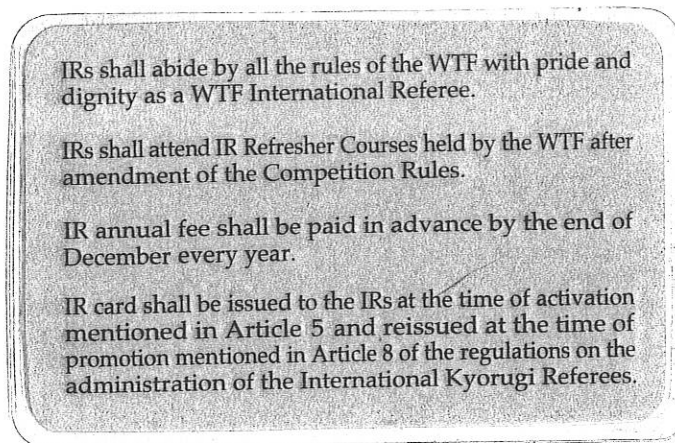 IRs shall abide by all the rules of the WTF with pride and
dignity as a WTF International Referee.
IRs shall attend IR Refresher Courses held by the WTF after
amendment of the Competition Rules.
IR annual fee shall be paid in advance by the end of
December every year.
IR card shall be issued to the IRs at the time of activation
mentioned in Article 5 and reissued at the time of
promotion mentioned in Article 8 of the regulations on the
administration of the International Kyorugi Referees.